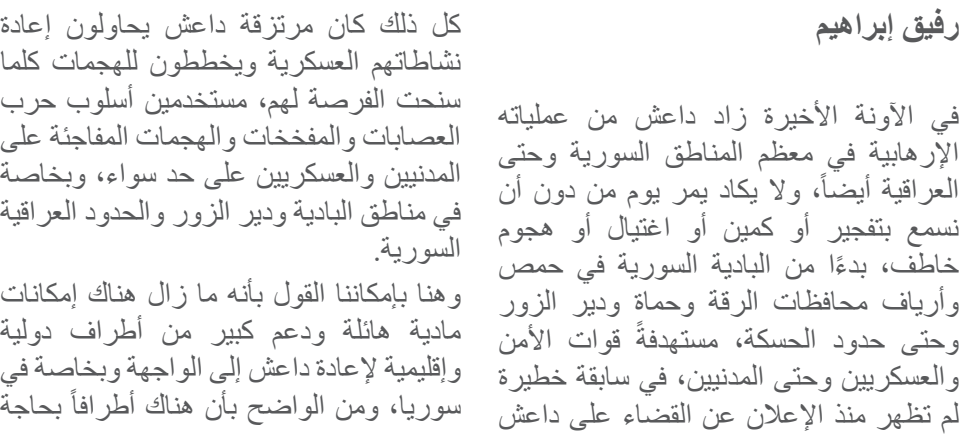 رفيق إبراهيم
في الآونة الأخيرة زاد داعش من عملياته
الإرهابية في معظم المناطق السورية وحتى
العراقية أيضاً، ولا يكاد يمر يوم من دون أن
نسمع بتفجير أو كمين أو اغتيال أو هجوم
خاطف، بدءًا من البادية السورية في حمص
وأرياف محافظات الرقة وحماة ودير الزور
وحتى حدود الحسكة، مستهدفةً قوات الأمن
والعسكريين وحتى المدنيين، في سابقة خطيرة
لم تظهر منذ الإعلان عن القضاء على داعش
كل ذلك كان مرتزقة داعش يحاولون إعادة
نشاطاتهم العسكرية ويخططون للهجمات كلما
سنحت الفرصة لهم، مستخدمين أسلوب حرب
العصابات والمفخخات والهجمات المفاجئة على
المدنيين والعسكريين على حد سواء، وبخاصة
في مناطق البادية ودير الزور والحدود العراقية
السورية.
وهنا بإمكاننا القول بأنه ما زال هناك إمكانات
مادية هائلة ودعم كبير من أطراف دولية
وإقليمية لإعادة داعش إلى الواجهة وبخاصة في
سوريا، ومن الواضح بأن هناك أطرافاً بحاجة